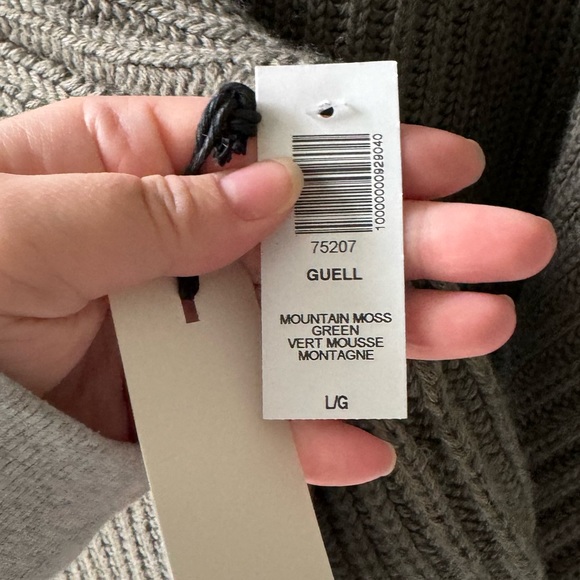 10000000929040
75207
GUELL
MOUNTAIN MOSS
GREEN
VERT MOUSSE
MONTAGNE
L/G